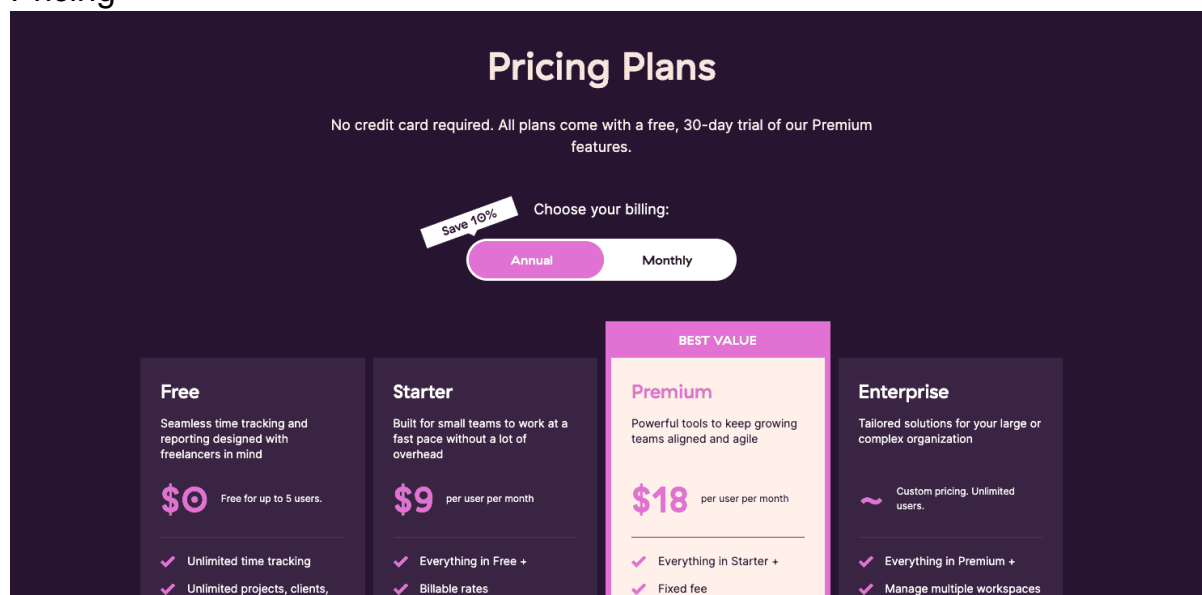 Pricing
Pricing Plans
No credit card required. All plans come with a free, 30-day trial of our Premium
features.
Choose your billing:
Save 10%
Annual
Monthly
BEST VALUE
Free
Seamless time tracking and
reporting designed with
freelancers in mind
$0
Free for up to 5 users.
Unlimited time tracking
Unlimited projects, clients,
Starter
Built for small teams to work at a
fast pace without a lot of
overhead
$9
per user per month
Everything in Free +
Billable rates
Premium
Powerful tools to keep growing
teams aligned and agile
$18
per user per month
Everything in Starter +
Fixed fee
Enterprise
Tailored solutions for your large or
complex organization
~
Custom pricing. Unlimited
users.
Everything in Premium +
Manage multiple workspaces